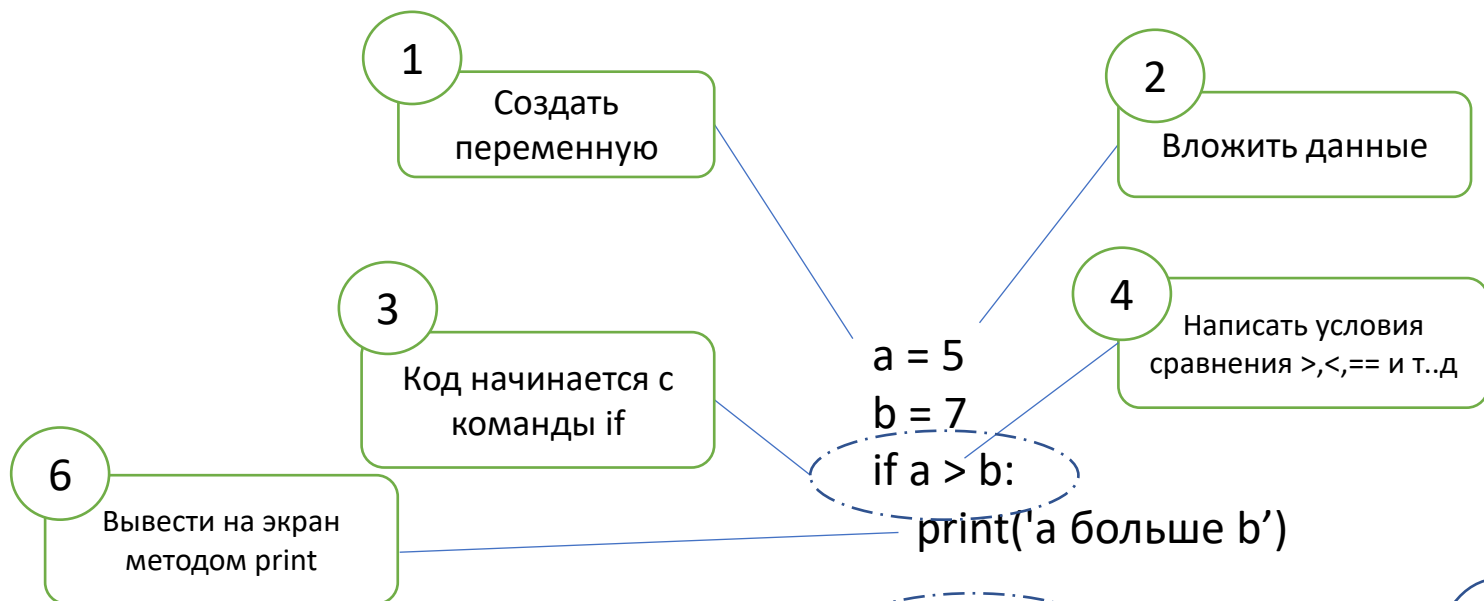 1
Создать
переменную
2
Вложить данные
3
Код начинается с
команды if
4
Написать условия
сравнения >,<,== и т..д
a = 5
b = 7
if a > b:
print('a больше b’)
6
Вывести на экран
методом print